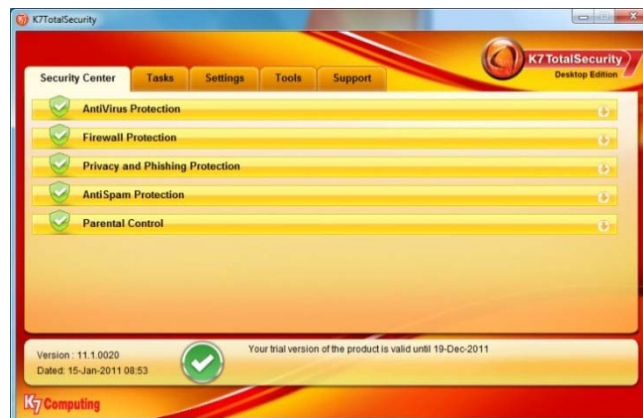 K7TotalSecurity
K7TotalSecurity
Desktop Edition
Security Center
Tasks
Settings
Tools
Support
AntiVirus Protection
Firewall Protection
Privacy and Phishing Protection
AntiSpam Protection
Parental Control
Version : 11.1.0020
Dated: 15-Jan-2011 08:53
Your trial version of the product is valid until 19-Dec-2011
K7 Computing